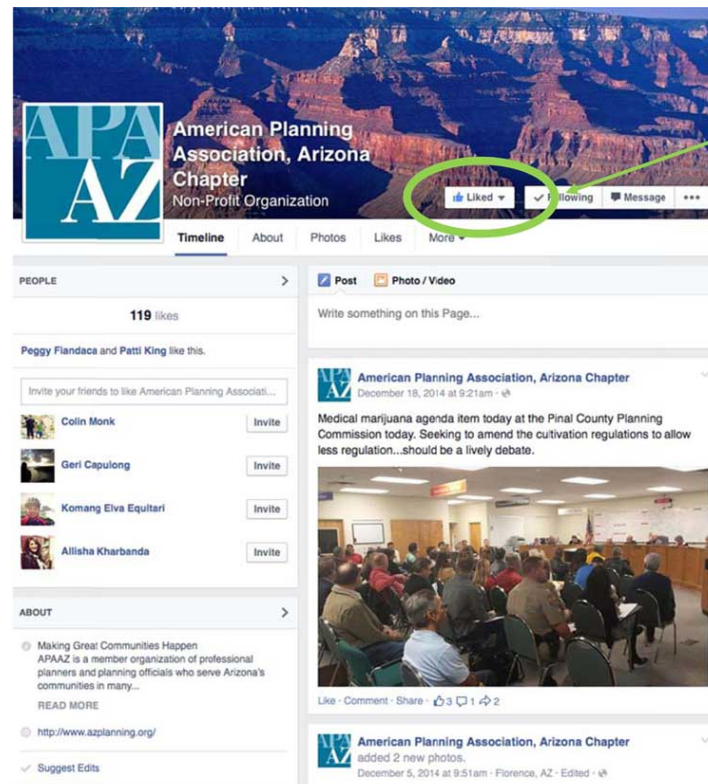 APA
AZ
American Planning
Association, Arizona
Chapter
Non-Profit Organization
Liked
Following
Message
Timeline
About
Photos
Likes
More
PEOPLE
119 likes
Peggy Fiandaca and Patti King like this.
Invite your friends to like American Planning Associati...
Colin Monk
Invite
Geri Capulong
Invite
Komang Elva Equitari
Invite
Allisha Kharbanda
Invite
ABOUT
Making Great Communities Happen
APAAZ is a member organization of professional
planners and planning officials who serve Arizona's
communities in many...
READ MORE
http://www.azplanning.org/
Suggest Edits
Post
Photo / Video
Write something on this Page...
APA
AZ
American Planning Association, Arizona Chapter
December 18, 2014 at 9:21am ·
Medical marijuana agenda item today at the Pinal County Planning
Commission today. Seeking to amend the cultivation regulations to allow
less regulation...should be a lively debate.
Like · Comment · Share · 3 1 2
APA
AZ
American Planning Association, Arizona Chapter
added 2 new photos.
December 5, 2014 at 9:51am · Florence, AZ · Edited ·